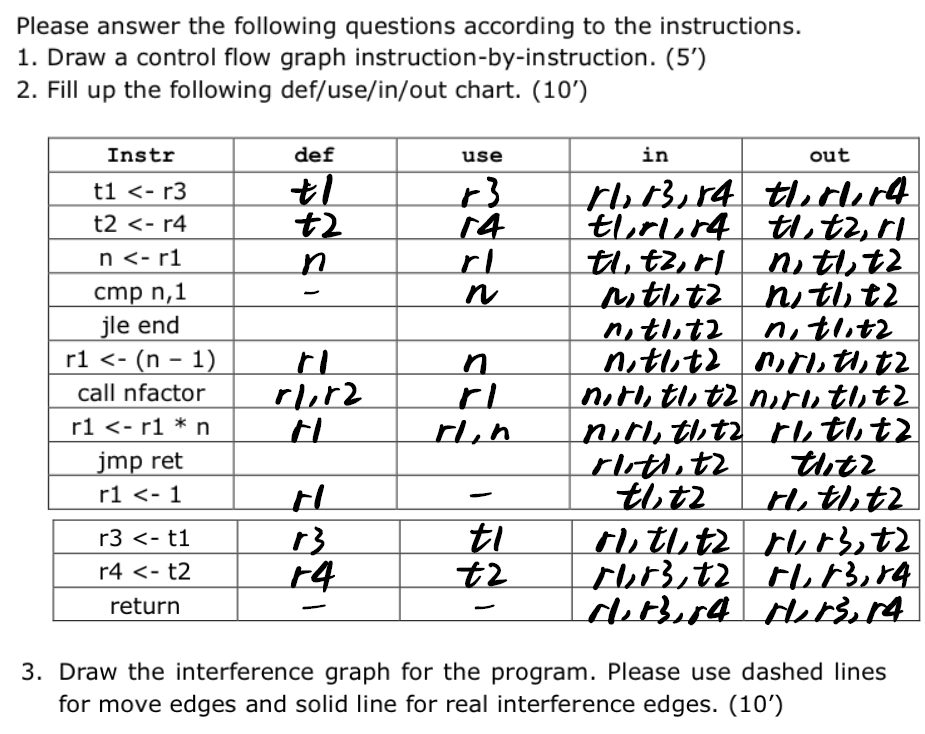 Please answer the following questions according to the instructions.
1. Draw a control flow graph instruction-by-instruction. (5’)
2. Fill up the following def/use/in/out chart. (10’)
Instr def use in out
t1 <- r3 t1 r3 r1, r3, r4 t1, r1, r4
t2 <- r4 t2 r4 t1, r1, r4 t1, t2, r1
n <- r1 n r1 t1, t2, r1 n, t1, t2
cmp n,1 - n n, t1, t2 n, t1, t2
jle end n, t1, t2 n, t1, t2
r1 <- (n – 1) r1 n n, t1, t2 n, r1, t1, t2
call nfactor r1, r2 r1 n, r1, t1, t2 n, r1, t1, t2
r1 <- r1 * n r1 r1, n n, r1, t1, t2 r1, t1, t2
jmp ret r1, t1, t2 t1, t2
r1 <- 1 r1 - t1, t2 r1, t1, t2
r3 <- t1 r3 t1 r1, t1, t2 r1, r3, t2
r4 <- t2 r4 t2 r1, r3, t2 r1, r3, r4
return - - r1, r3, r4 r1, r3, r4
3. Draw the interference graph for the program. Please use dashed lines
for move edges and solid line for real interference edges. (10’)